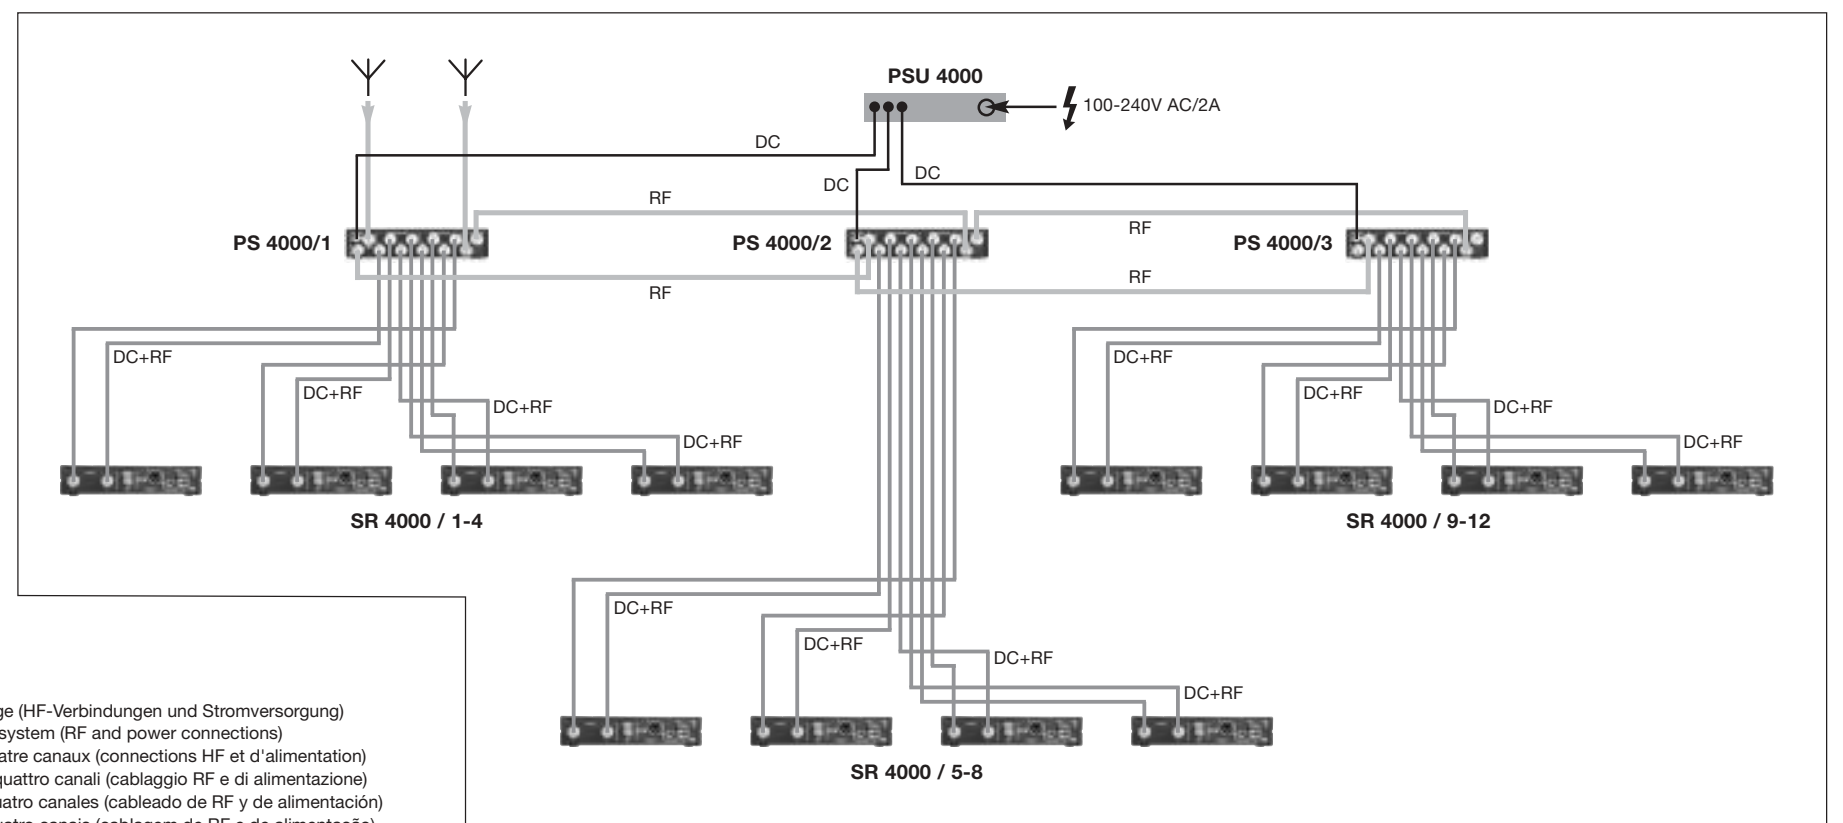 PSU 4000
100-240V AC/2A
DC
DC
DC
RF
RF
PS 4000/1
PS 4000/2
PS 4000/3
RF
RF
DC+RF
DC+RF
DC+RF
DC+RF
DC+RF
DC+RF
DC+RF
DC+RF
SR 4000 / 1-4
SR 4000 / 9-12
DC+RF
DC+RF
DC+RF
DC+RF
SR 4000 / 5-8
ge (HF-Verbindungen und Stromversorgung)
system (RF and power connections)
atre canaux (connections HF et d'alimentation)
quattro canali (cablaggio RF e di alimentazione)
uatro canales (cableado de RF y de alimentación)